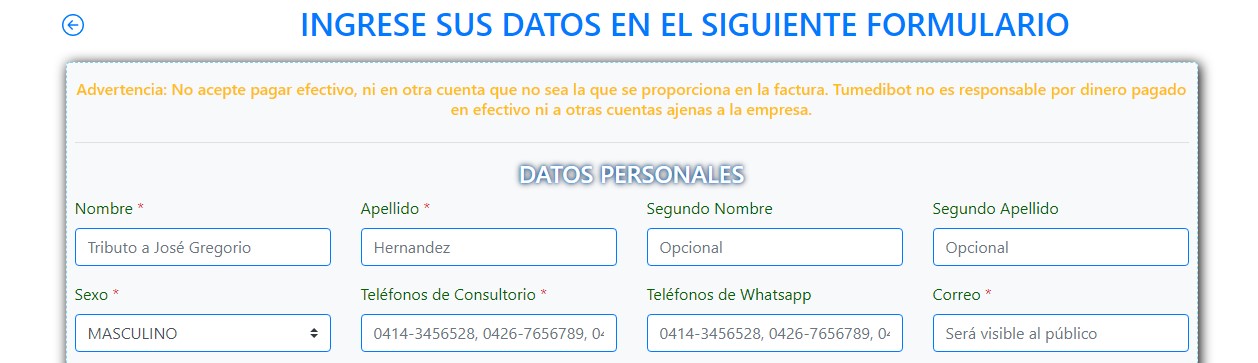 INGRESE SUS DATOS EN EL SIGUIENTE FORMULARIO
Advertencia: No acepte pagar efectivo, ni en otra cuenta que no sea la que se proporciona en la factura. Tumedibot no es responsable por dinero pagado
en efectivo ni a otras cuentas ajenas a la empresa.
DATOS PERSONALES
Nombre * Apellido * Segundo Nombre Segundo Apellido
Tributo a José Gregorio Hernandez Opcional Opcional
Sexo * Teléfonos de Consultorio * Teléfonos de Whatsapp Correo *
MASCULINO 0414-3456528, 0426-7656789, 04 0414-3456528, 0426-7656789, 04 Será visible al público